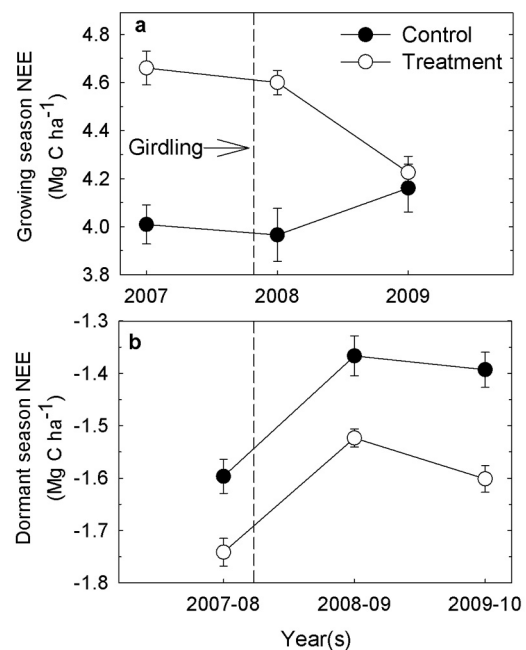 a
Control
Treatment
Girdling
Growing season NEE
(Mg C ha⁻¹)
4.8
4.6
4.4
4.2
4.0
3.8
2007
2008
2009
b
Dormant season NEE
(Mg C ha⁻¹)
-1.3
-1.4
-1.5
-1.6
-1.7
-1.8
2007-08
2008-09
2009-10
Year(s)